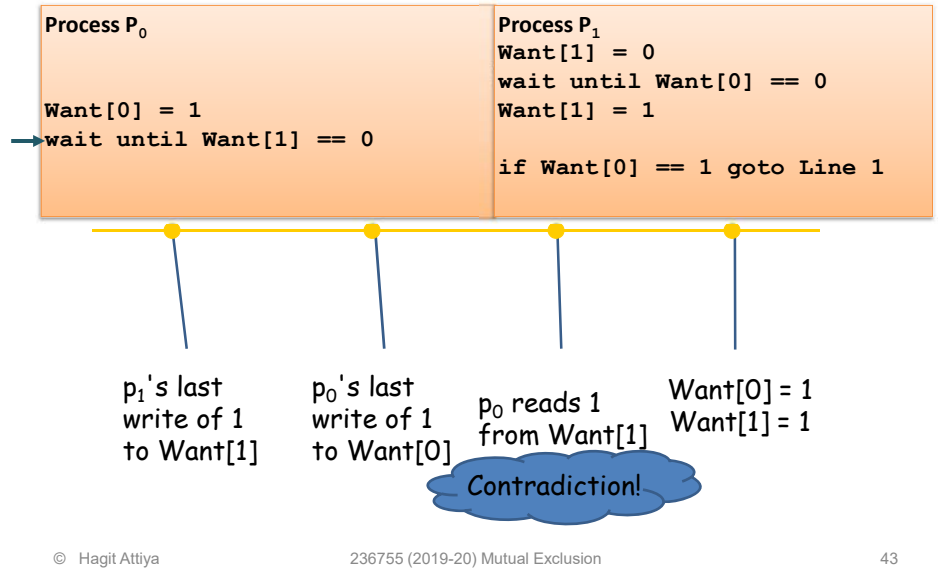 Process P₀
Want[0] = 1
wait until Want[1] == 0
Process P₁
Want[1] = 0
wait until Want[0] == 0
Want[1] = 1
if Want[0] == 1 goto Line 1
p₁'s last
write of 1
to Want[1]
p₀'s last
write of 1
to Want[0]
p₀ reads 1
from Want[1]
Contradiction!
Want[0] = 1
Want[1] = 1
© Hagit Attiya
236755 (2019-20) Mutual Exclusion
43